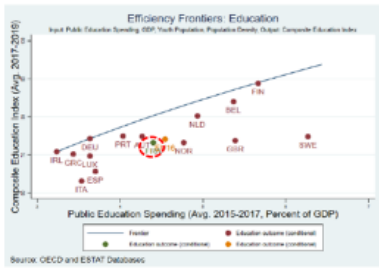 Efficiency Frontiers: Education
Input: Public Education Spending, GDP, Youth Population, Population Density; Output: Composite Education Index
Composite Education Index (Avg. 2017-2019)
FIN
BEL
NLD
SWE
GBR
NOR
PRT
DEU
IRL
GRC
LUX
ESP
ITA
Public Education Spending (Avg. 2015-2017, Percent of GDP)
Frontier
Education outcome (conditional)
Education outcome (conditional)
Education outcome (conditional)
Source: OECD and ESTAT Databases